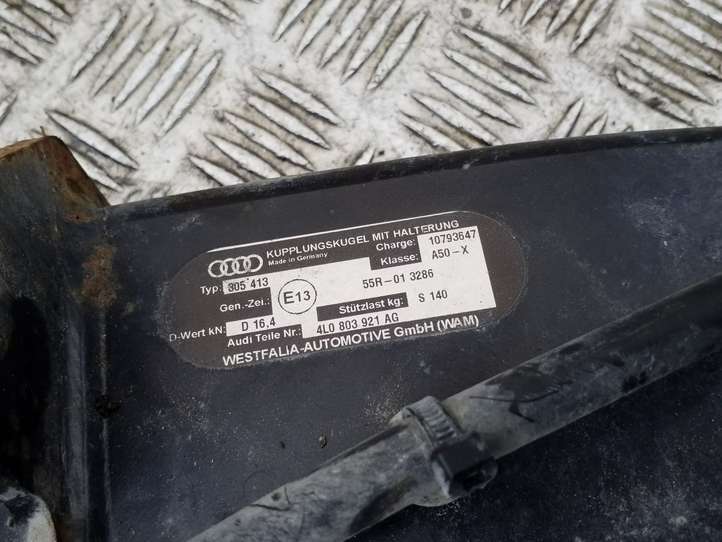 KUPPLUNGSKUGEL MIT HALTERUNG
Made in Germany
Charge: 10793647
Typ: 305 413 Klasse: A50-X
Gen.-Zei.: E13 55R-01 3286
D-Wert kN: D 16,4 Stützlast kg: S 140
Audi Teile Nr.: 4L0 803 921 AG
WESTFALIA-AUTOMOTIVE GmbH (WAM)